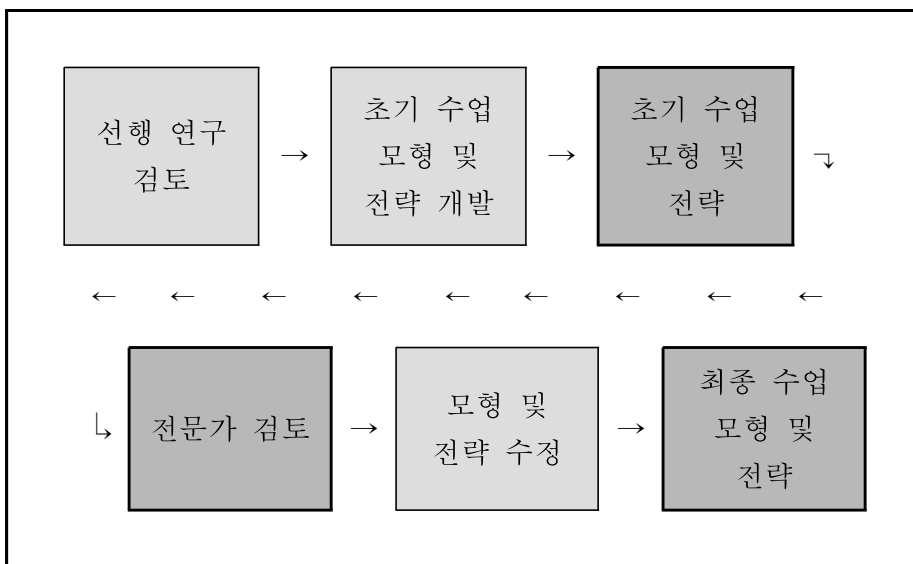 선행 연구
검토
→
초기 수업
모형 및
전략 개발
→
초기 수업
모형 및
전략
전문가 검토
→
모형 및
전략 수정
→
최종 수업
모형 및
전략